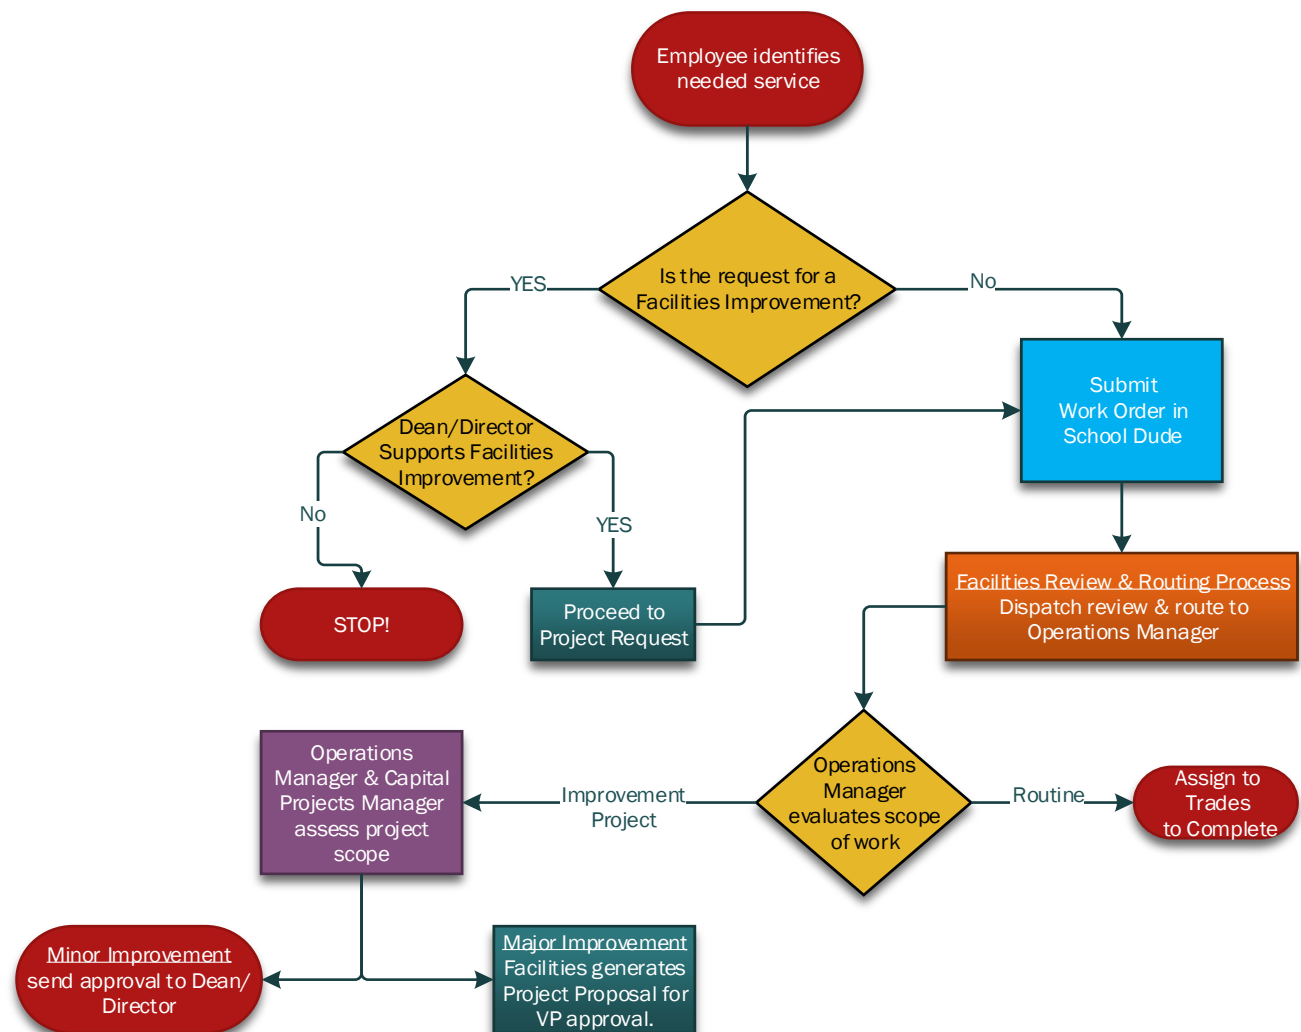 Employee identifies
needed service
Is the request for a
Facilities Improvement?
YES
No
Submit
Work Order in
School Dude
Dean/Director
Supports Facilities
Improvement?
No
YES
STOP!
Proceed to
Project Request
Facilities Review & Routing Process
Dispatch review & route to
Operations Manager
Operations
Manager & Capital
Projects Manager
assess project
scope
Improvement
Project
Operations
Manager
evaluates scope
of work
Routine
Assign to
Trades
to Complete
Minor Improvement
send approval to Dean/
Director
Major Improvement
Facilities generates
Project Proposal for
VP approval.